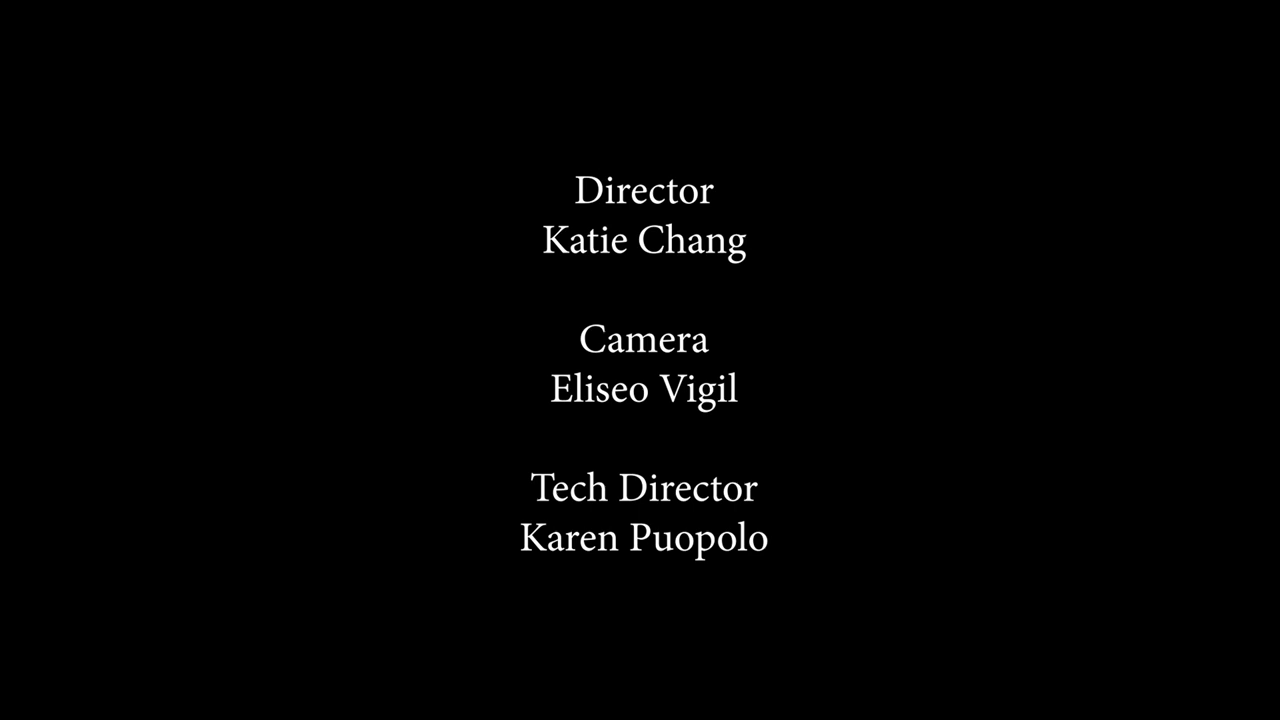 Director
Katie Chang
Camera
Eliseo Vigil
Tech Director
Karen Puopolo